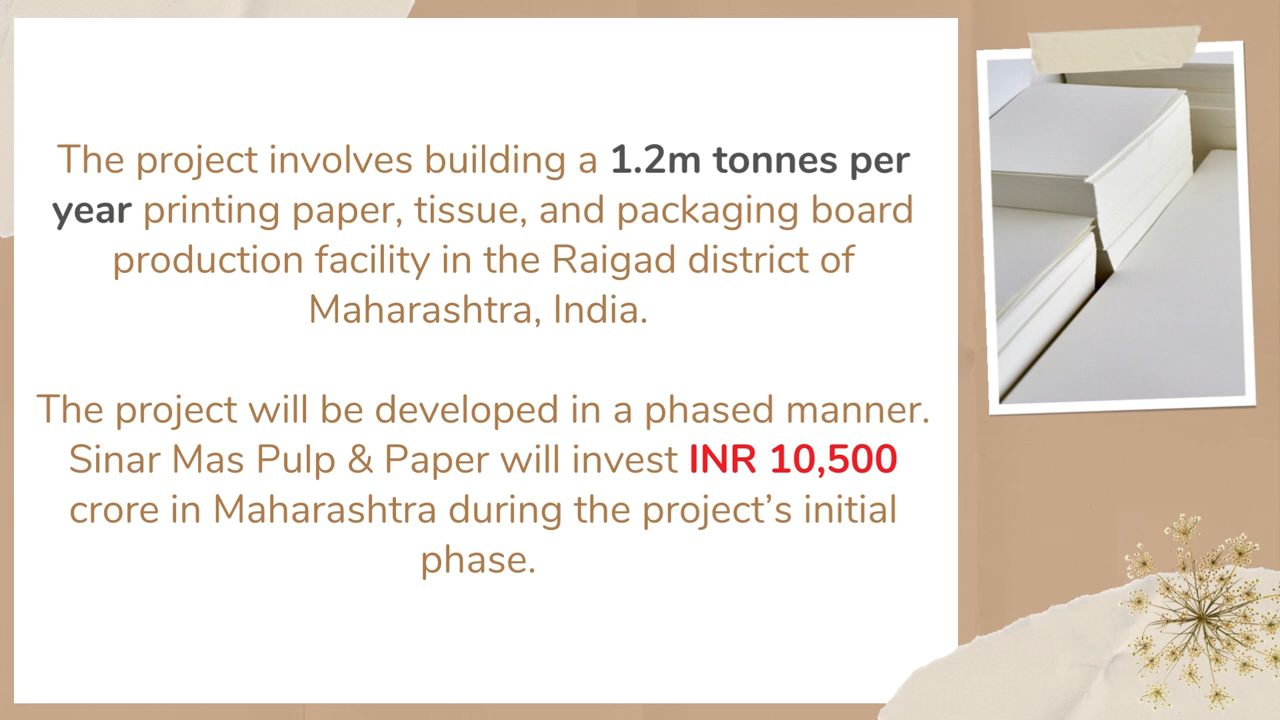 The project involves building a 1.2m tonnes per
year printing paper, tissue, and packaging board
production facility in the Raigad district of
Maharashtra, India.
The project will be developed in a phased manner.
Sinar Mas Pulp & Paper will invest INR 10,500
crore in Maharashtra during the project’s initial
phase.